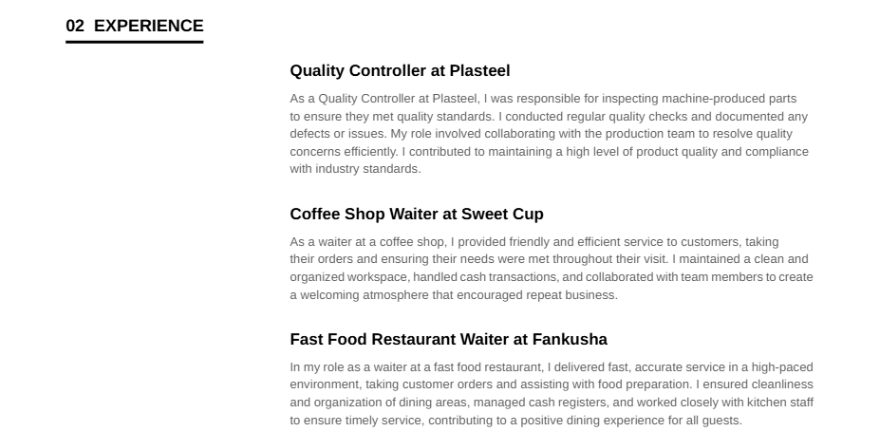 02 EXPERIENCE
Quality Controller at Plasteel
As a Quality Controller at Plasteel, I was responsible for inspecting machine-produced parts
to ensure they met quality standards. I conducted regular quality checks and documented any
defects or issues. My role involved collaborating with the production team to resolve quality
concerns efficiently. I contributed to maintaining a high level of product quality and compliance
with industry standards.
Coffee Shop Waiter at Sweet Cup
As a waiter at a coffee shop, I provided friendly and efficient service to customers, taking
their orders and ensuring their needs were met throughout their visit. I maintained a clean and
organized workspace, handled cash transactions, and collaborated with team members to create
a welcoming atmosphere that encouraged repeat business.
Fast Food Restaurant Waiter at Fankusha
In my role as a waiter at a fast food restaurant, I delivered fast, accurate service in a high-paced
environment, taking customer orders and assisting with food preparation. I ensured cleanliness
and organization of dining areas, managed cash registers, and worked closely with kitchen staff
to ensure timely service, contributing to a positive dining experience for all guests.